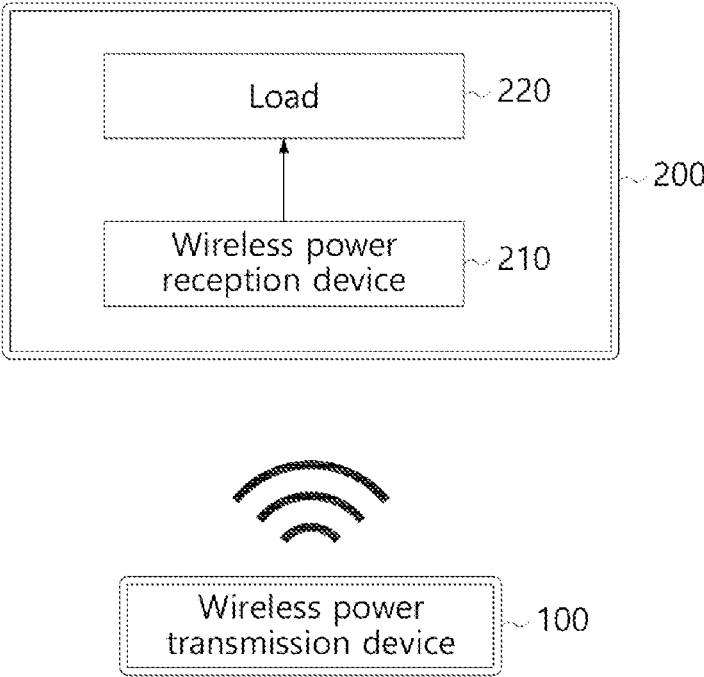 Load
220
200
Wireless power
reception device
210
Wireless power
transmission device
100